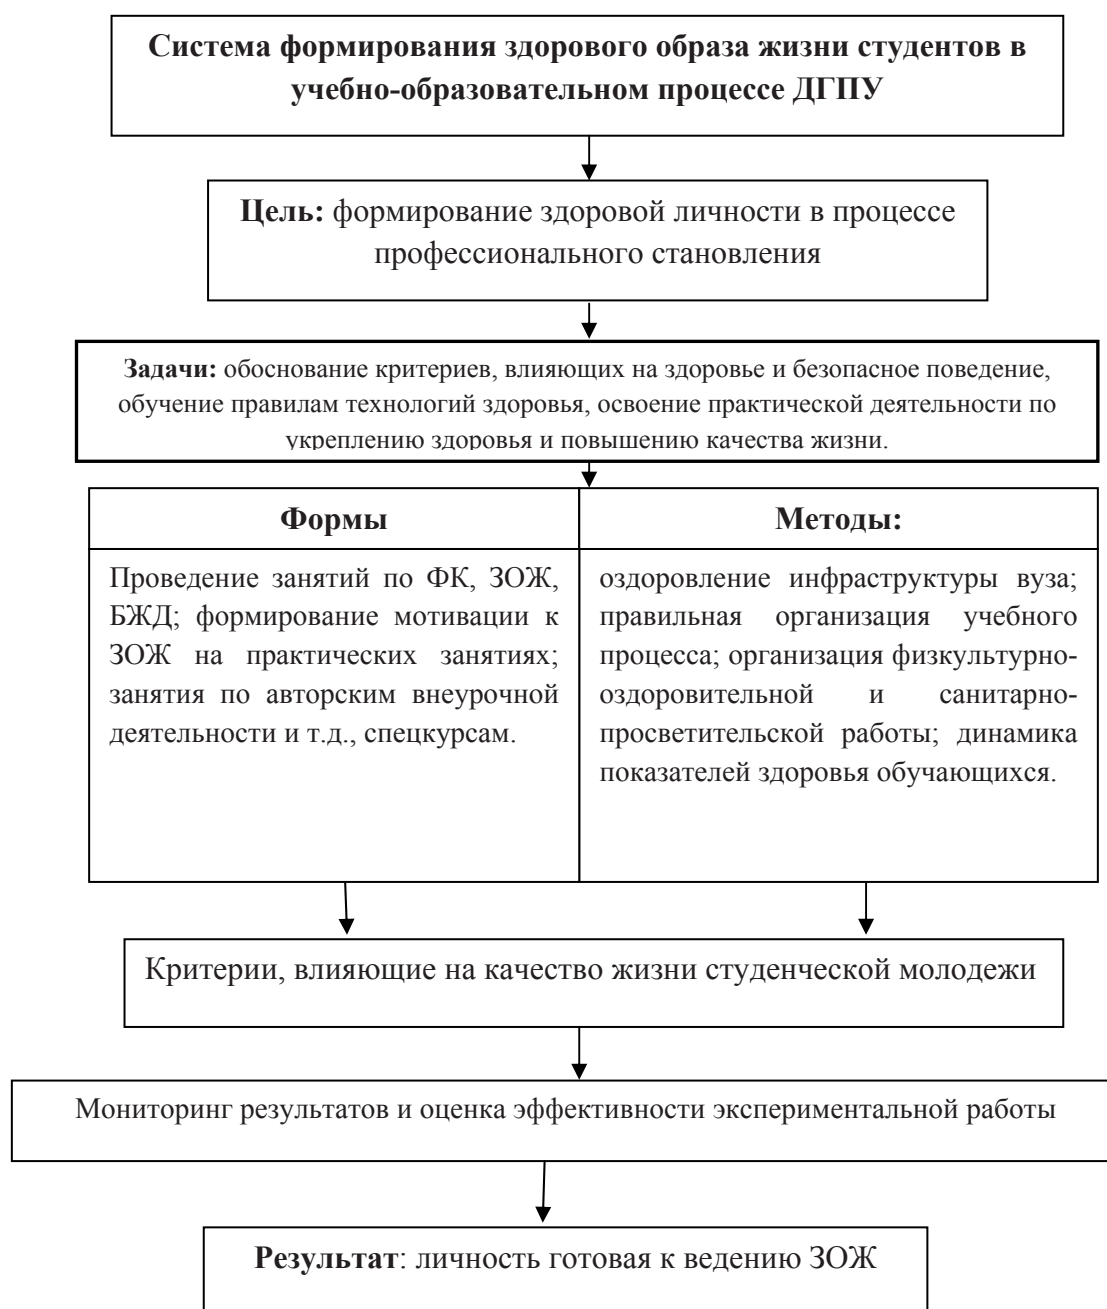 Система формирования здорового образа жизни студентов в
учебно-образовательном процессе ДГПУ
Цель: формирование здоровой личности в процессе
профессионального становления
Задачи: обоснование критериев, влияющих на здоровье и безопасное поведение,
обучение правилам технологий здоровья, освоение практической деятельности по
укреплению здоровья и повышению качества жизни.
Формы
Проведение занятий по ФК, ЗОЖ,
БЖД; формирование мотивации к
ЗОЖ на практических занятиях;
занятия по авторским внеурочной
деятельности и т.д., спецкурсам.
Методы:
оздоровление инфраструктуры вуза;
правильная организация учебного
процесса; организация физкультурно-
оздоровительной и санитарно-
просветительской работы; динамика
показателей здоровья обучающихся.
Критерии, влияющие на качество жизни студенческой молодежи
Мониторинг результатов и оценка эффективности экспериментальной работы
Результат: личность готовая к ведению ЗОЖ